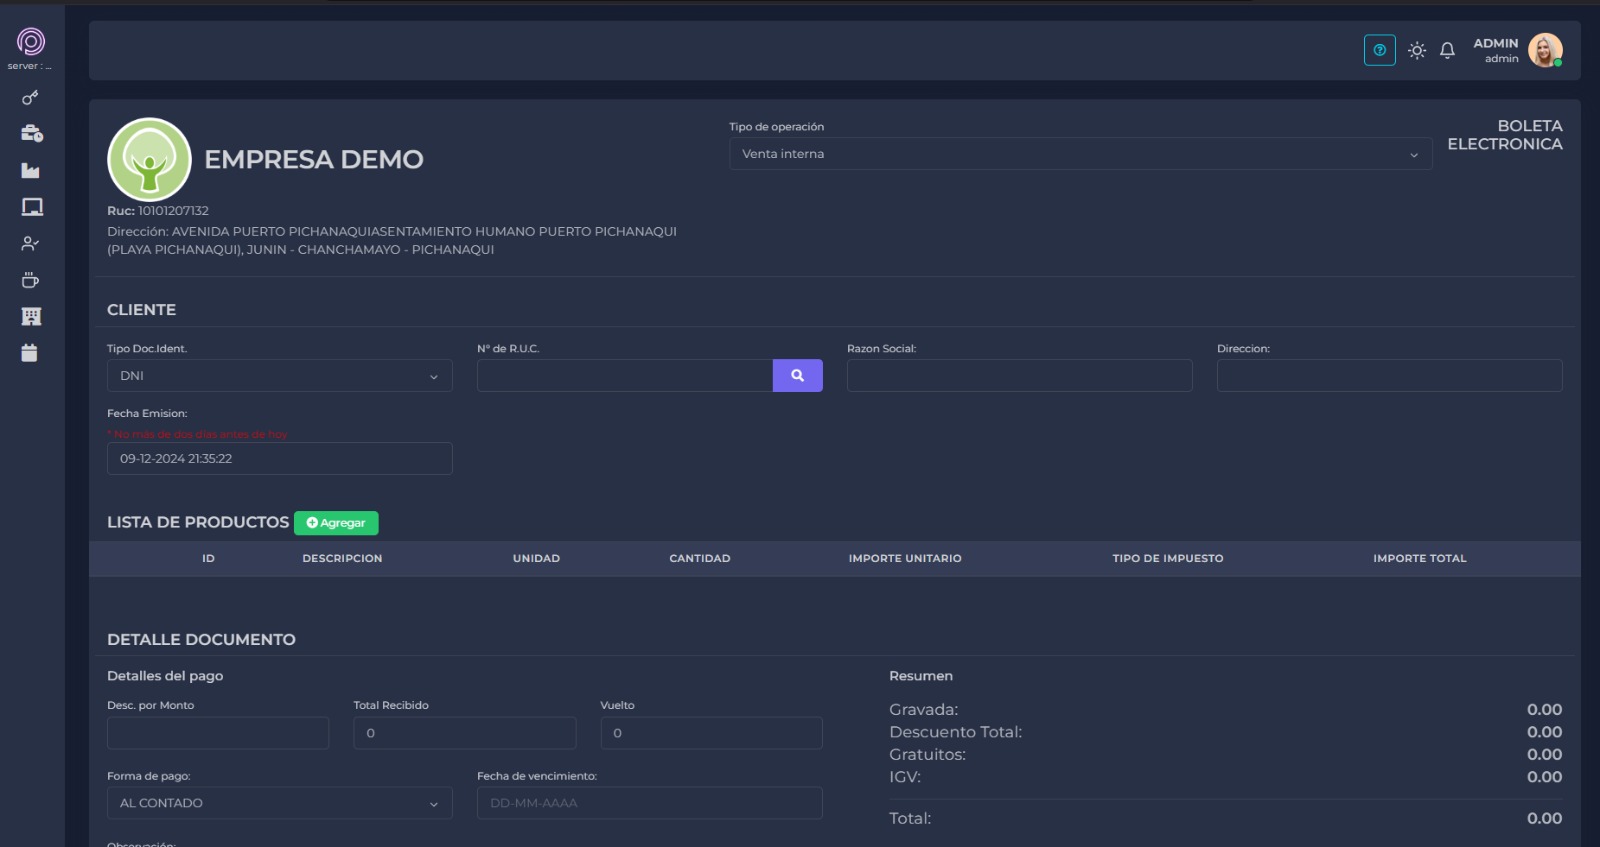 server : ...
ADMIN
admin
EMPRESA DEMO
Tipo de operación
Venta interna
BOLETA
ELECTRONICA
Ruc: 10101207132
Dirección: AVENIDA PUERTO PICHANAQUIASENTAMIENTO HUMANO PUERTO PICHANAQUI
(PLAYA PICHANAQUI), JUNIN - CHANCHAMAYO - PICHANAQUI
CLIENTE
Tipo Doc.Ident.
DNI
N° de R.U.C.
Razon Social:
Direccion:
Fecha Emision:
* No más de dos días antes de hoy
09-12-2024 21:35:22
LISTA DE PRODUCTOS Agregar
ID DESCRIPCION UNIDAD CANTIDAD IMPORTE UNITARIO TIPO DE IMPUESTO IMPORTE TOTAL
DETALLE DOCUMENTO
Detalles del pago
Desc. por Monto
Total Recibido
0
Vuelto
0
Forma de pago:
AL CONTADO
Fecha de vencimiento:
DD-MM-AAAA
Observación:
Resumen
Gravada: 0.00
Descuento Total: 0.00
Gratuitos: 0.00
IGV: 0.00
Total: 0.00